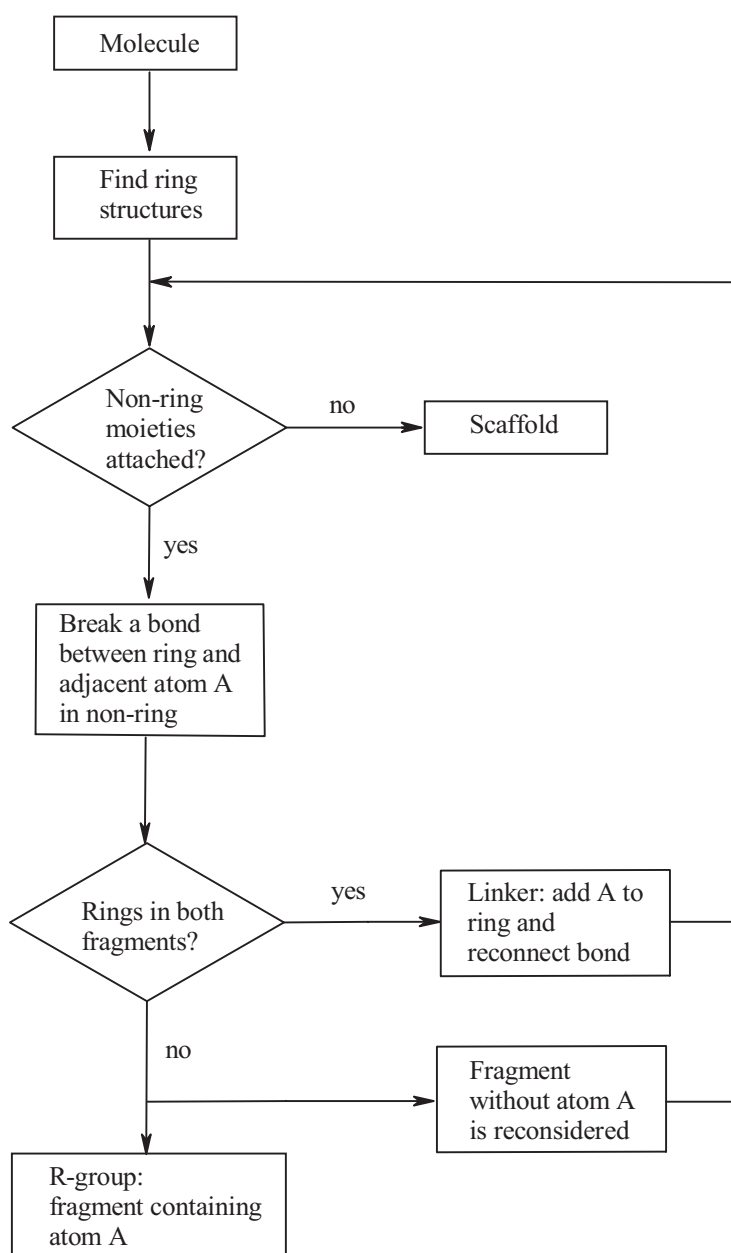 Molecule
Find ring
structures
Non-ring
moieties
attached?
no
Scaffold
yes
Break a bond
between ring and
adjacent atom A
in non-ring
Rings in both
fragments?
yes
Linker: add A to
ring and
reconnect bond
no
Fragment
without atom A
is reconsidered
R-group:
fragment containing
atom A